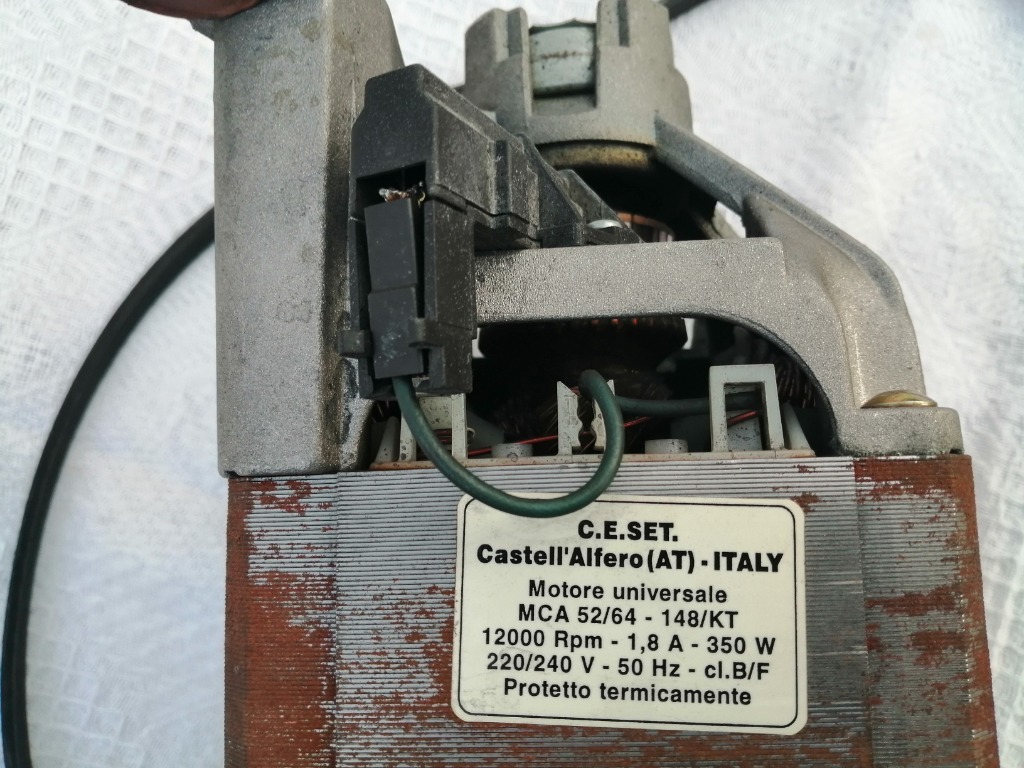 C.E.SET.
Castell'Alfero (AT) - ITALY
Motore universale
MCA 52/64 - 148/KT
12000 Rpm - 1,8 A - 350 W
220/240 V - 50 Hz - cl.B/F
Protetto termicamente